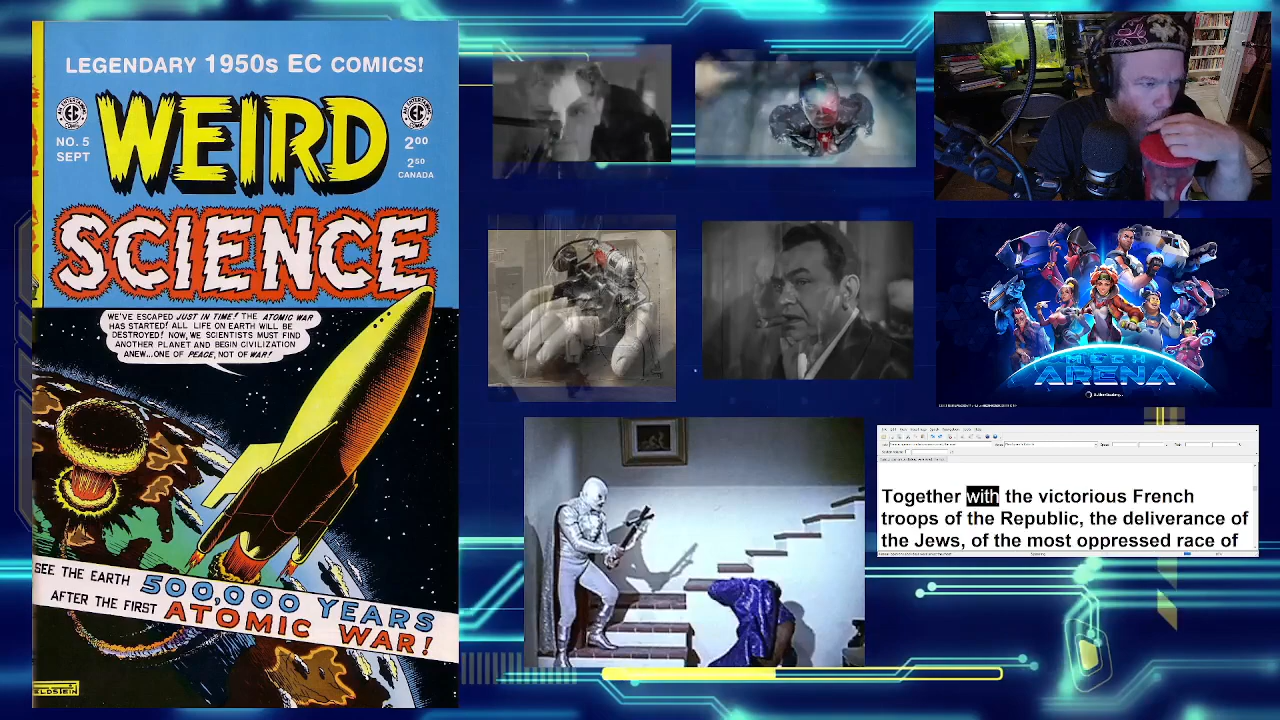 LEGENDARY 1950s EC COMICS!
NO. 5
SEPT
WEIRD
2 00
2 50
CANADA
SCIENCE
WE'VE ESCAPED JUST IN TIME! THE ATOMIC WAR
HAS STARTED! ALL LIFE ON EARTH WILL BE
DESTROYED! NOW, WE SCIENTISTS MUST FIND
ANOTHER PLANET AND BEGIN CIVILIZATION
ANEW...ONE OF PEACE, NOT OF WAR!
SEE THE EARTH 500,000 YEARS
AFTER THE FIRST ATOMIC WAR!
FELDSTEIN
MECH
ARENA
Together with the victorious French
troops of the Republic, the deliverance of
the Jews, of the most oppressed race of